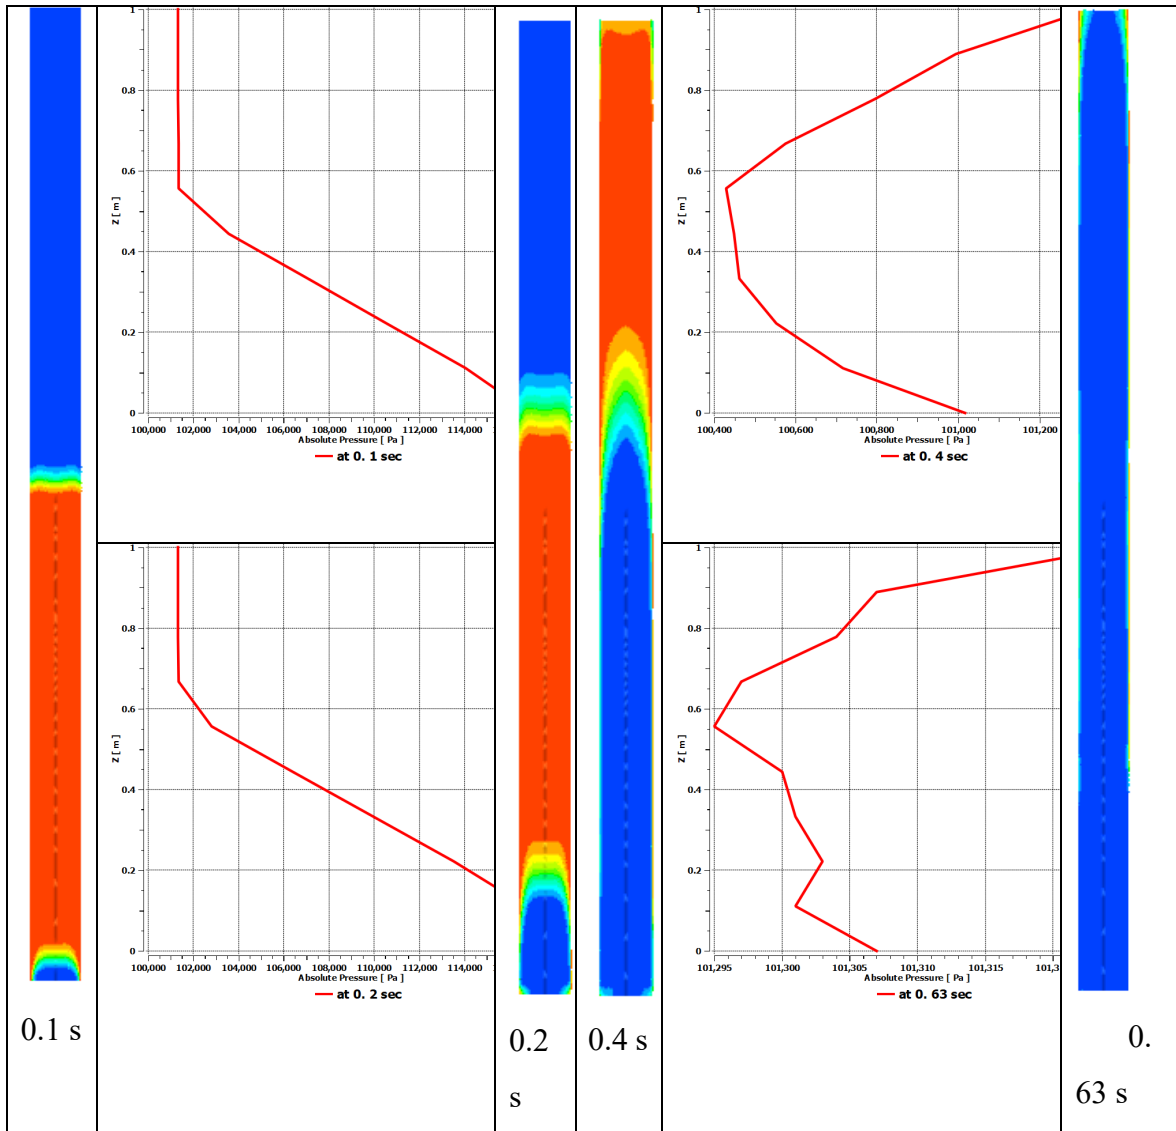 1
0.8
0.6
0.4
0.2
0
Z [ m ]
100,000 102,000 104,000 106,000 108,000 110,000 112,000 114,000
Absolute Pressure [ Pa ]
at 0. 1 sec
1
0.8
0.6
0.4
0.2
0
Z [ m ]
100,400 100,600 100,800 101,000 101,200
Absolute Pressure [ Pa ]
at 0. 4 sec
1
0.8
0.6
0.4
0.2
0
Z [ m ]
100,000 102,000 104,000 106,000 108,000 110,000 112,000 114,000
Absolute Pressure [ Pa ]
at 0. 2 sec
1
0.8
0.6
0.4
0.2
0
Z [ m ]
101,295 101,300 101,305 101,310 101,315 101,3
Absolute Pressure [ Pa ]
at 0. 63 sec
0.1 s
0.2
s
0.4 s
0.
63 s